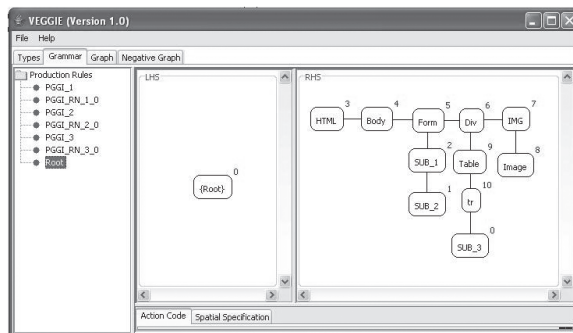 VEGGIE (Version 1.0)
File Help
Types Grammar Graph Negative Graph
Production Rules
PGGI_1
PGGI_RN_1_0
PGGI_2
PGGI_RN_2_0
PGGI_3
PGGI_RN_3_0
Root
LHS
0
{Root}
RHS
3 4 5 6 7
HTML Body Form Div IMG
2 9 8
SUB_1 Table Image
1 10
SUB_2 tr
0
SUB_3
Action Code Spatial Specification